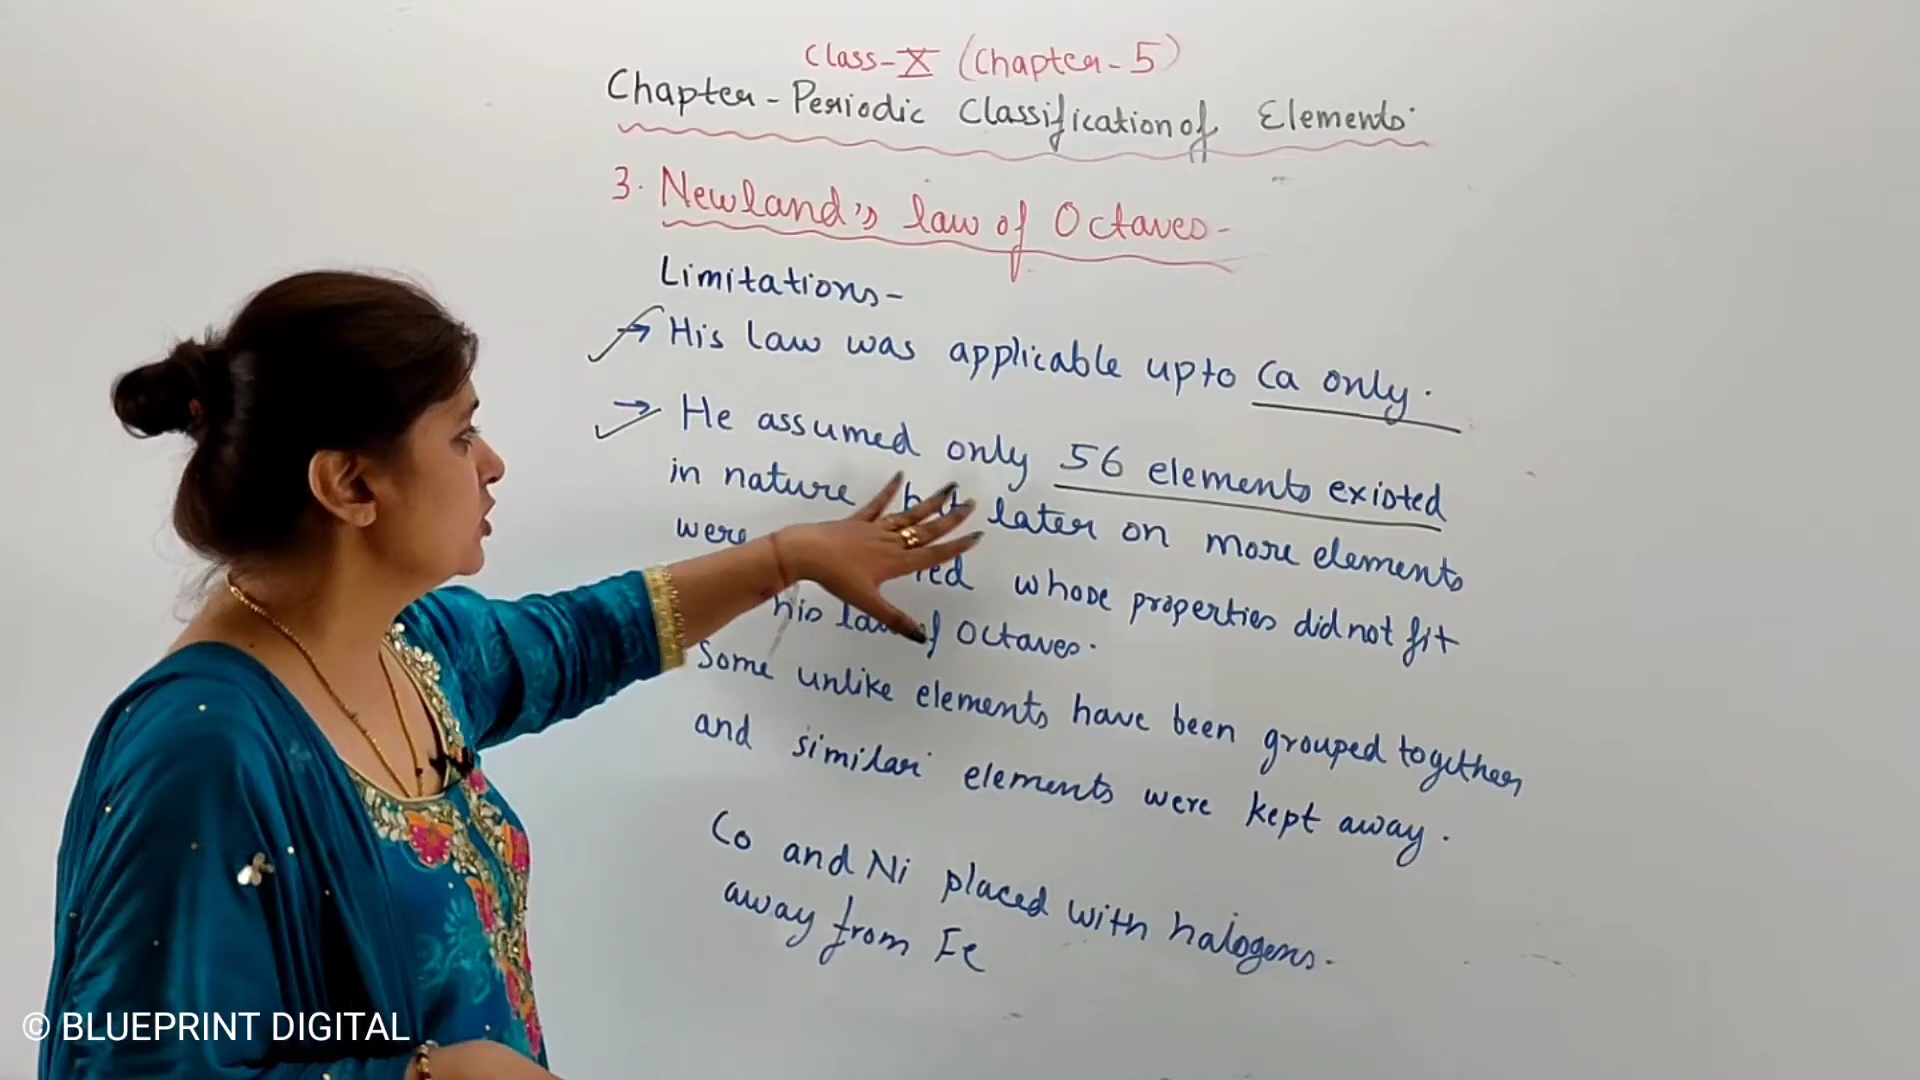 Class-X (Chapter-5)
Chapter-Periodic Classification of Elements.
3. Newland's law of Octaves-
Limitations-
→ His law was applicable upto Ca only.
→ He assumed only 56 elements existed
in nature but later on more elements
were whose properties did not fit
his law of Octaves.
Some unlike elements have been grouped together
and similar elements were kept away.
Co and Ni placed with halogens.
away from Fe
© BLUEPRINT DIGITAL